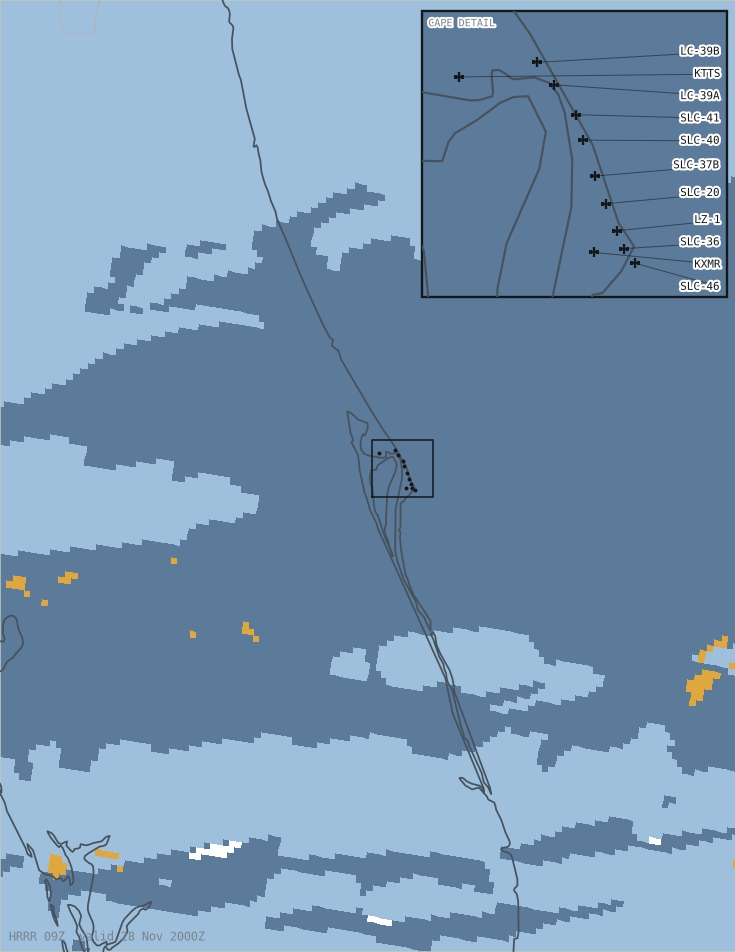 CAPE DETAIL
LC-39B
KTTS
LC-39A
SLC-41
SLC-40
SLC-37B
SLC-20
LZ-1
SLC-36
KXMR
SLC-46
HRRR 09Z, valid 28 Nov 2000Z